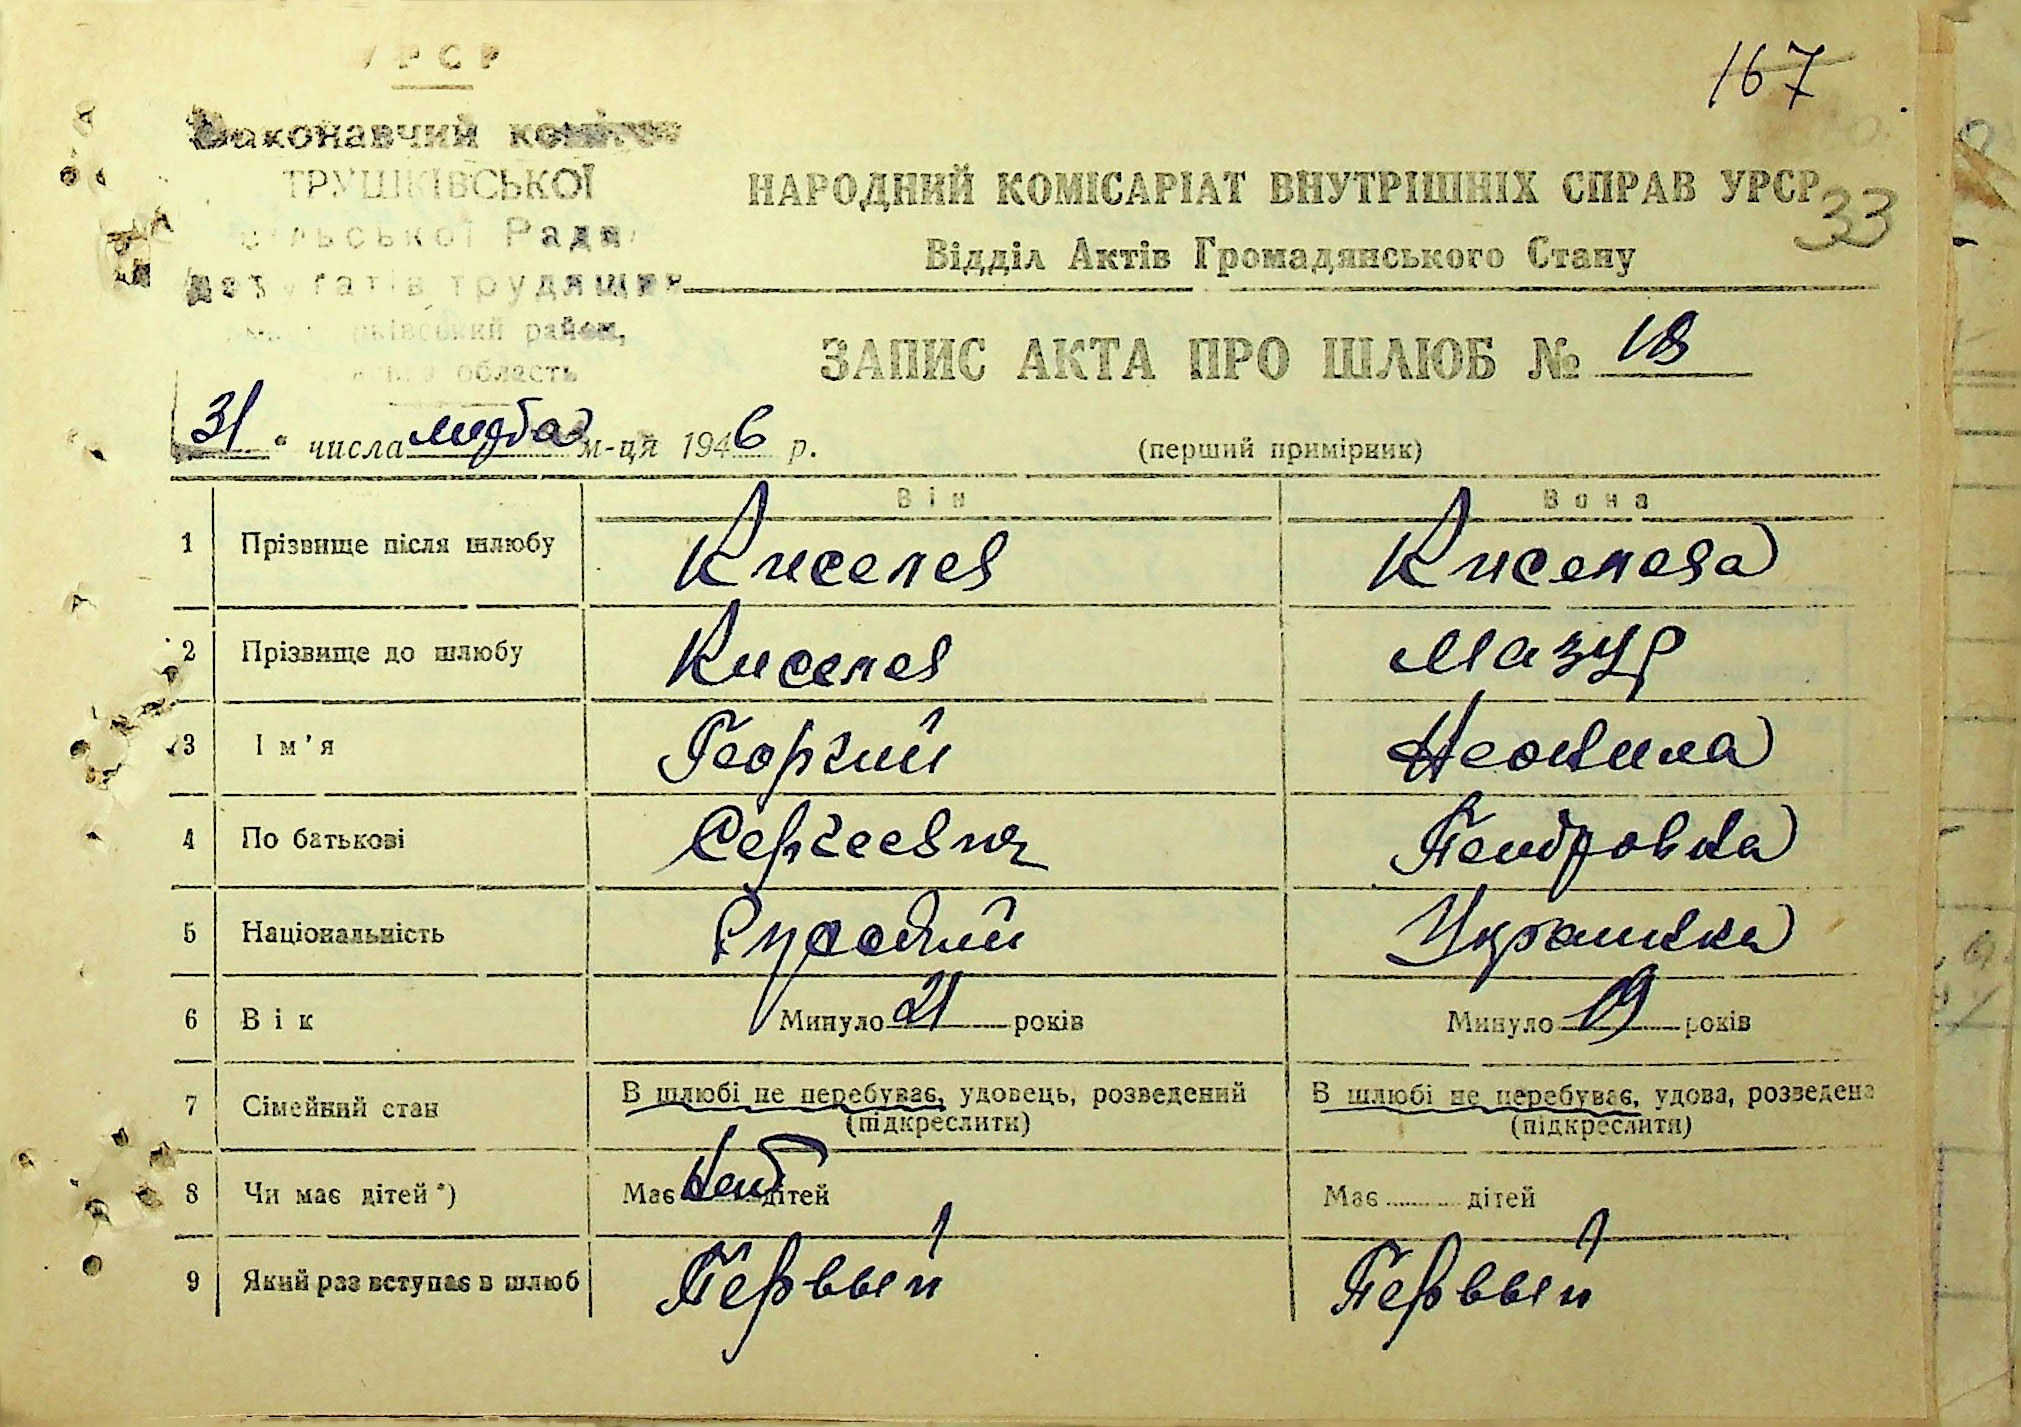 УРСР
167
Виконавчий комітет
ТРУШКІВСЬКОЇ
НАРОДНИЙ КОМІСАРІАТ ВНУТРІШНІХ СПРАВ УРСР
33
сільської Ради
Відділ Актів Громадянського Стану
депутатів трудящих
район,
область
ЗАПИС АКТА ПРО ШЛЮБ № 18
31 " числа м-ця 1946 р.
(перший примірник)
Він Вона
1 Прізвище після шлюбу Киселев Киселева
2 Прізвище до шлюбу Киселев Мазур
3 Ім'я Георгий
4 По батькові Сергеевич
5 Національність Русский Украинка
6 Вік Минуло 21 років Минуло 19 років
7 Сімейний стан В шлюбі не перебуває, удовець, розведений В шлюбі не перебуває, удова, розведена
(підкреслити) (підкреслити)
8 Чи має дітей *) Має дітей Має дітей
9 Який раз вступає в шлюб Первый Первый